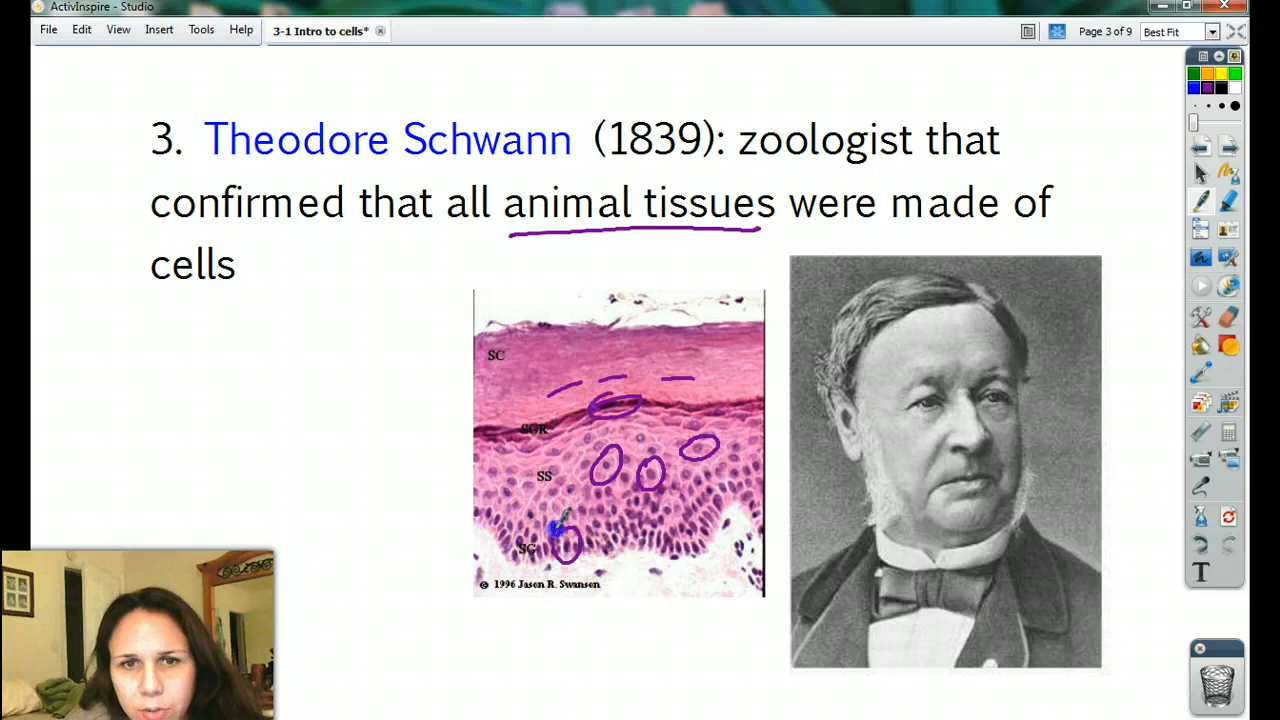 ActivInspire - Studio
File Edit View Insert Tools Help 3-1 Intro to cells* Page 3 of 9 Best Fit
3. Theodore Schwann (1839): zoologist that
confirmed that all animal tissues were made of
cells
SC
SGR
SS
SG
© 1996 Jason R. Swanson
T